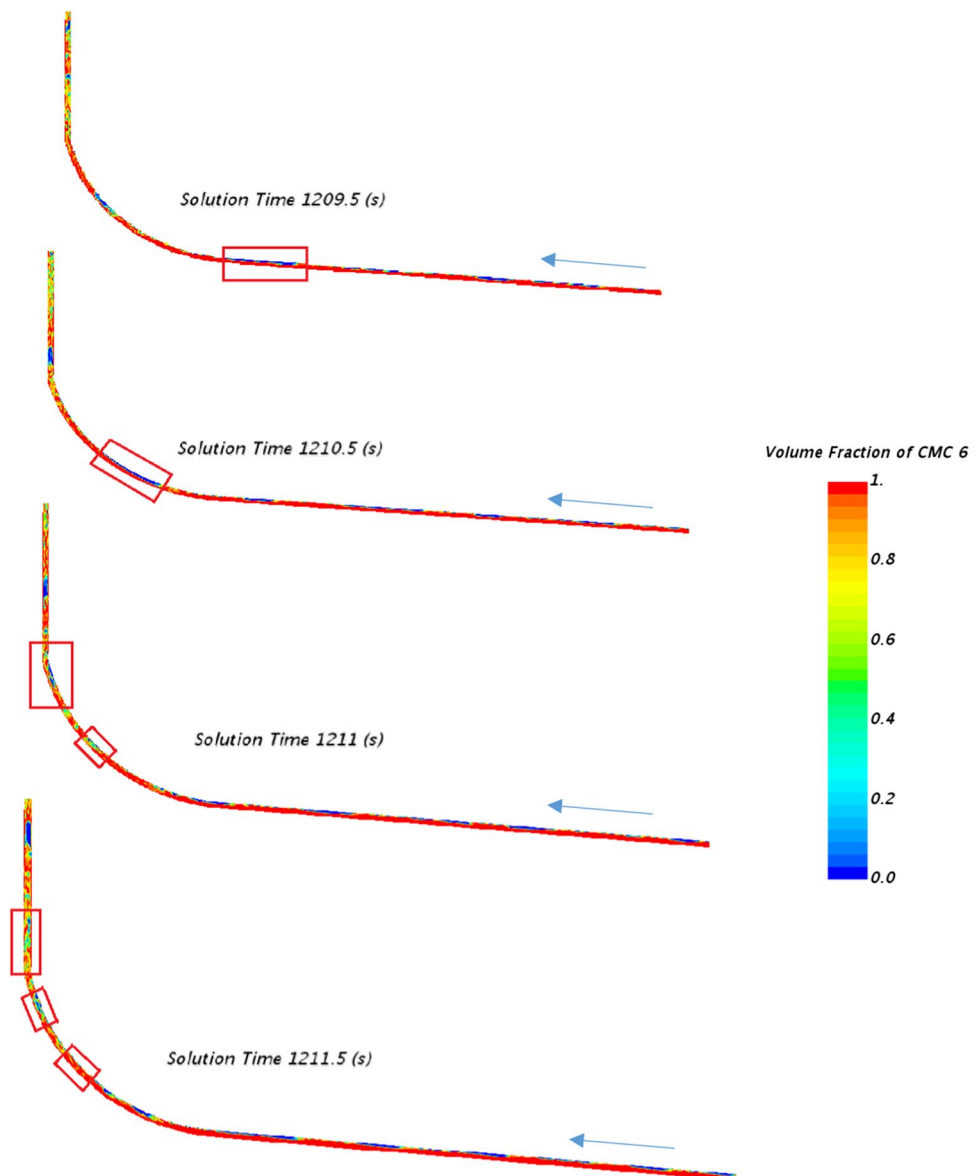 Solution Time 1209.5 (s)
Solution Time 1210.5 (s)
Volume Fraction of CMC 6
1.
0.8
0.6
0.4
0.2
0.0
Solution Time 1211 (s)
Solution Time 1211.5 (s)